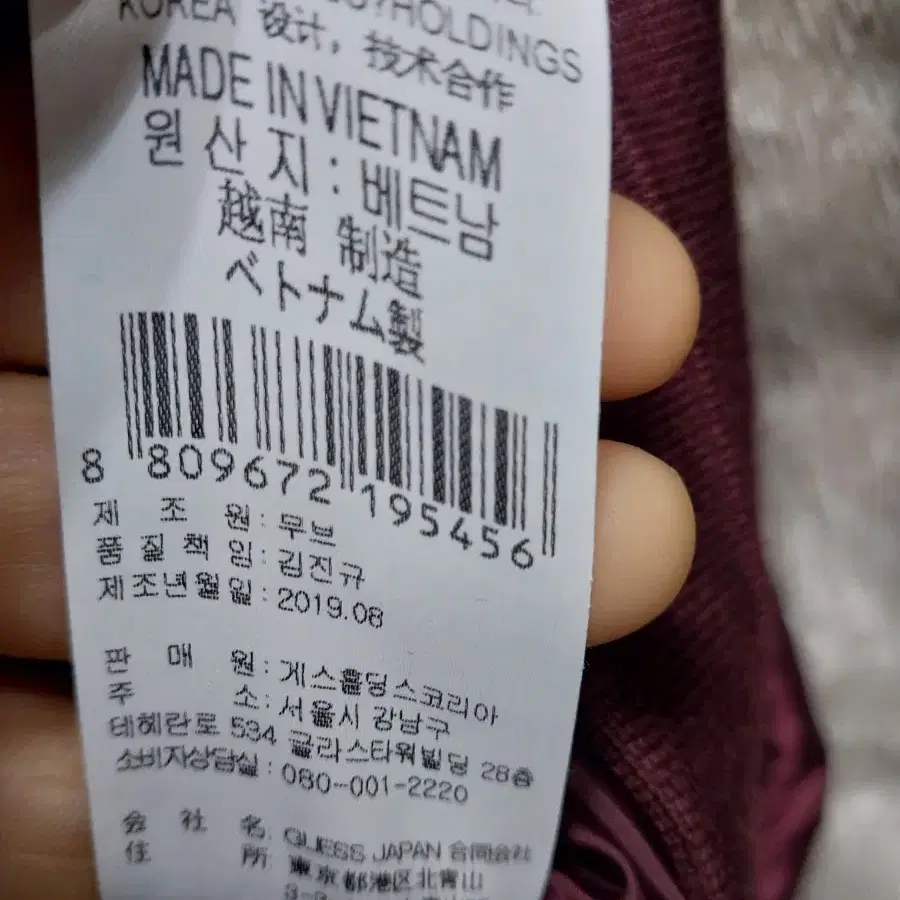 KOREA HOLDINGS
设计，技术合作
MADE IN VIETNAM
원산지 : 베트남
越南 制造
ベトナム製
8 809672 195456
제 조 원 : 무브
품 질 책 임 : 김진규
제조년월일 : 2019.08
판 매 원 : 게스홀딩스코리아
주 소 : 서울시 강남구
테헤란로 534 글라스타워빌딩 28층
소비자상담실 : 080-001-2220
会 社 名: GUESS JAPAN 合同会社
住 所 東京都港区北青山